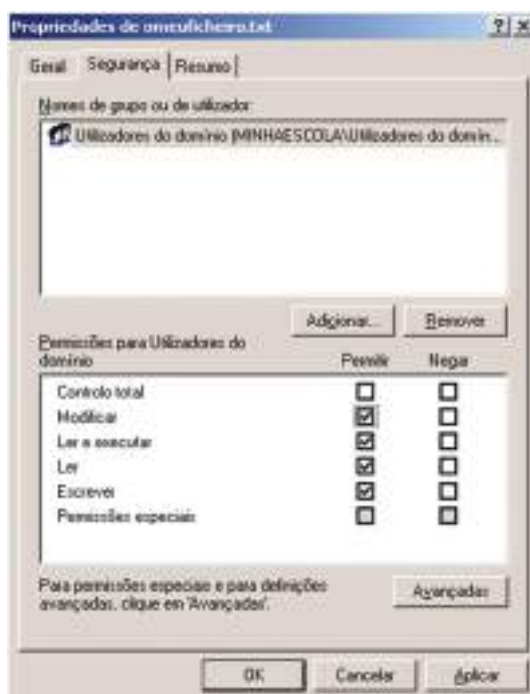 Propriedades de omeuficheiro.txt
Geral Segurança Resumo
Nomes de grupo ou de utilizador:
Utilizadores do domínio (MINHAESCOLA\Utilizadores do domín...
Adicionar... Remover
Permissões para Utilizadores do
domínio Permitir Negar
Controlo total
Modificar
Ler e executar
Ler
Escrever
Permissões especiais
Para permissões especiais e para definições
avançadas, clique em 'Avançadas'.
Avançadas
OK Cancelar Aplicar